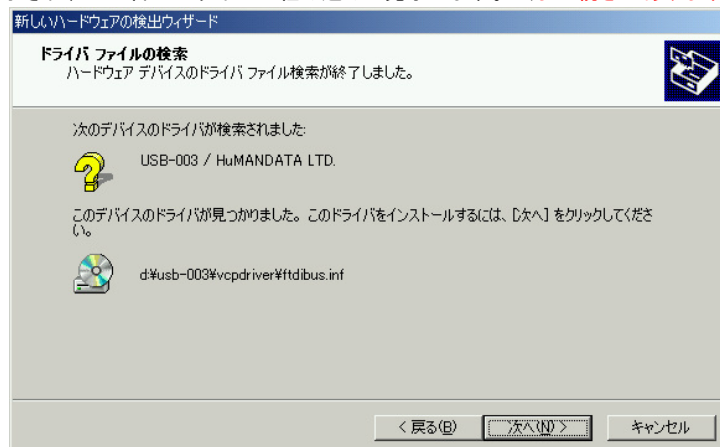 新しいハードウェアの検出ウィザード
ドライバ ファイルの検索
ハードウェア デバイスのドライバ ファイル検索が終了しました。
次のデバイスのドライバが検索されました:
USB-003 / HuMANDATA LTD.
このデバイスのドライバが見つかりました。このドライバをインストールするには、[次へ] をクリックしてくださ
い。
d:¥usb-003¥vcpdriver¥ftdibus.inf
< 戻る(B)
次へ(N) >
キャンセル